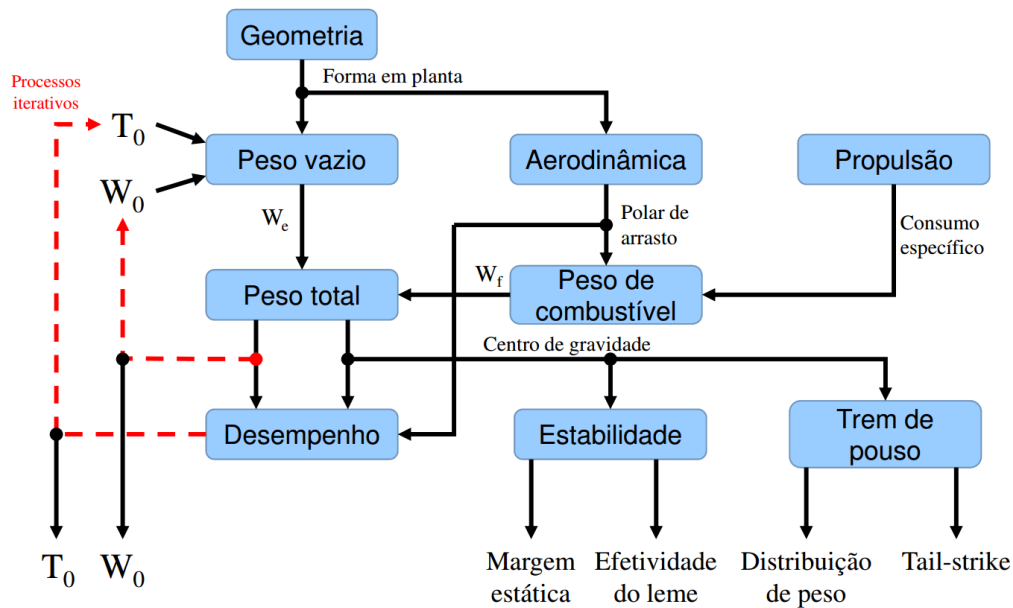 Geometria
Forma em planta
Processos
iterativos
T₀
Peso vazio
Aerodinâmica
Propulsão
W₀
Wₑ
Polar de
arrasto
Consumo
específico
Peso total
W_f
Peso de
combustível
Centro de gravidade
Desempenho
Estabilidade
Trem de
pouso
T₀
W₀
Margem
estática
Efetividade
do leme
Distribuição
de peso
Tail-strike